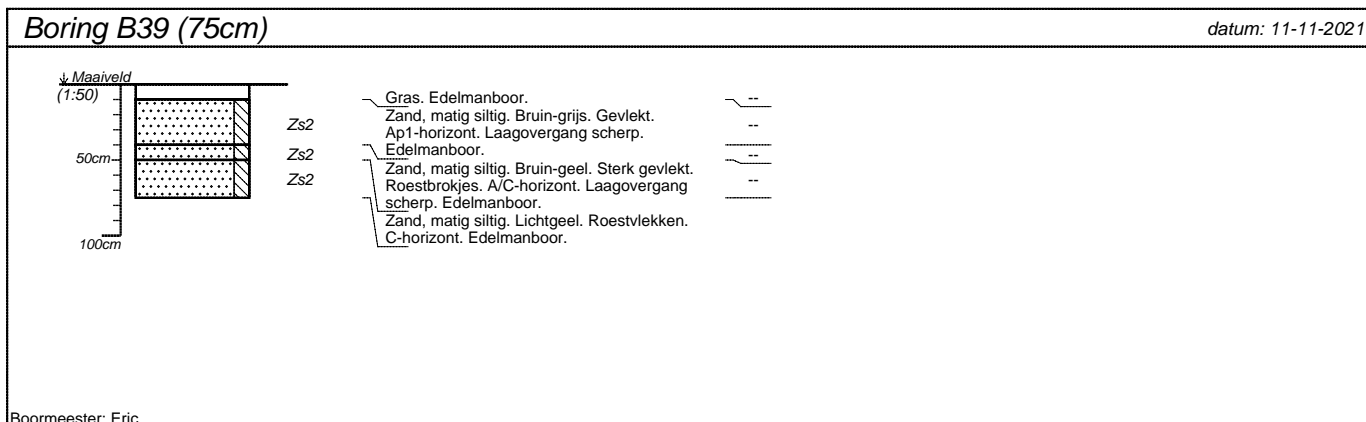 Boring B39 (75cm)
datum: 11-11-2021
Maaiveld
(1:50)
50cm
100cm
Zs2
Zs2
Zs2
Gras. Edelmanboor.
Zand, matig siltig. Bruin-grijs. Gevlekt.
Ap1-horizont. Laagovergang scherp.
Edelmanboor.
Zand, matig siltig. Bruin-geel. Sterk gevlekt.
Roestbrokjes. A/C-horizont. Laagovergang
scherp. Edelmanboor.
Zand, matig siltig. Lichtgeel. Roestvlekken.
C-horizont. Edelmanboor.
--
--
--
--
Boormeester: Eric